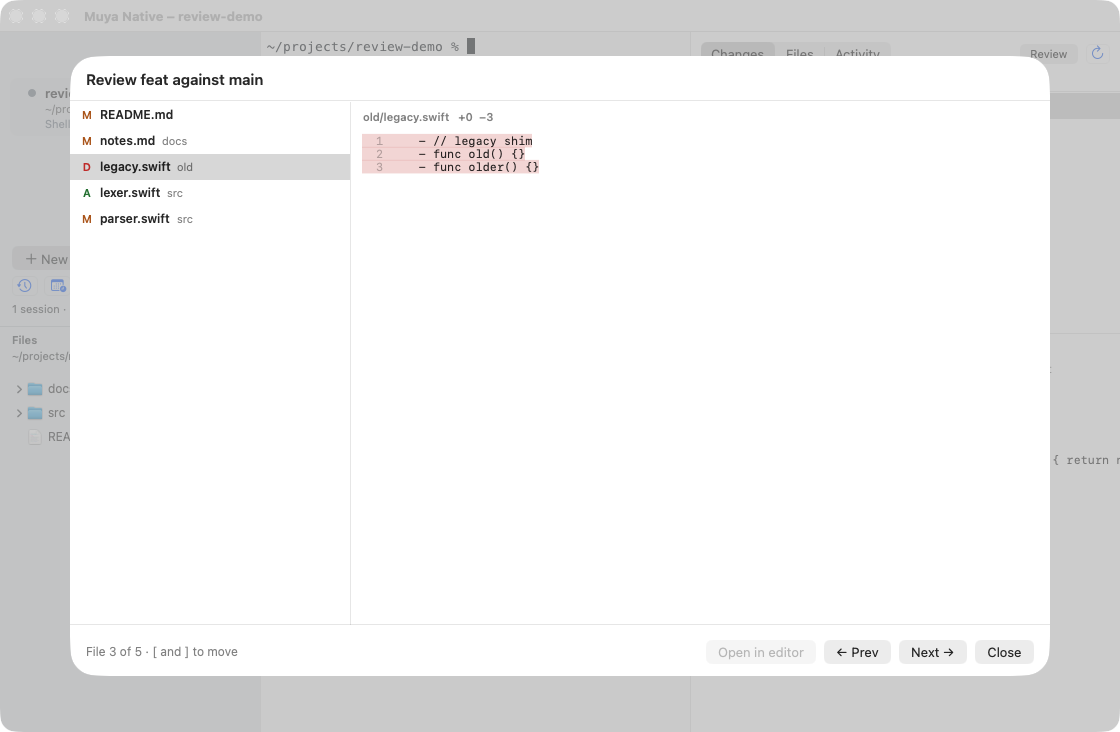 Muya Native – review-demo
~/projects/review-demo %
Changes Files Activity Review
Review feat against main
M README.md
M notes.md docs
D legacy.swift old
A lexer.swift src
M parser.swift src
old/legacy.swift +0 −3
1 − // legacy shim
2 − func old() {}
3 − func older() {}
+ New
1 session ·
Files
~/projects/
doc
src
REA
{ return
File 3 of 5 · [ and ] to move
Open in editor ← Prev Next → Close